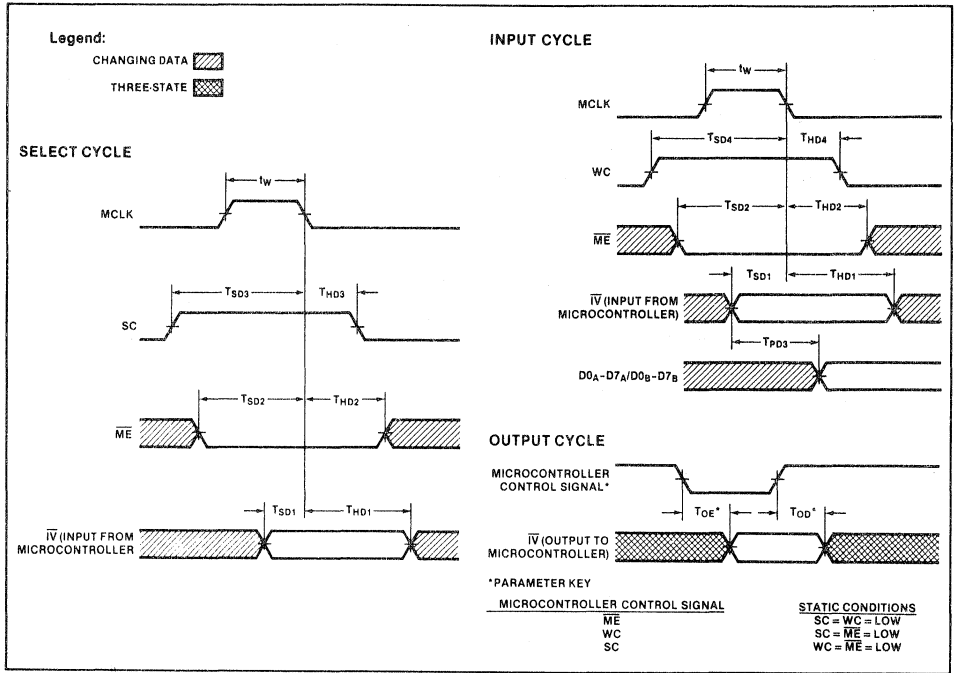 Legend:
CHANGING DATA
THREE-STATE
SELECT CYCLE
tW
MCLK
TSD3
THD3
SC
TSD2
THD2
ME
TSD1
THD1
IV (INPUT FROM
MICROCONTROLLER
INPUT CYCLE
tW
MCLK
TSD4
THD4
WC
TSD2
THD2
ME
TSD1
THD1
IV (INPUT FROM
MICROCONTROLLER)
TPD3
D0A-D7A/D0B-D7B
OUTPUT CYCLE
MICROCONTROLLER
CONTROL SIGNAL*
TOE*
TOD*
IV (OUTPUT TO
MICROCONTROLLER)
*PARAMETER KEY
MICROCONTROLLER CONTROL SIGNAL STATIC CONDITIONS
ME SC = WC = LOW
WC SC = ME = LOW
SC WC = ME = LOW